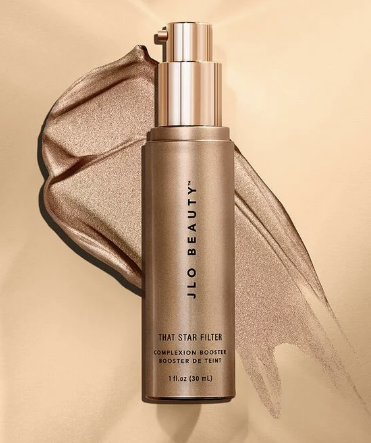 JLO BEAUTY™
THAT STAR FILTER
COMPLEXION BOOSTER
BOOSTER DE TEINT
1 fl.oz (30 mL)